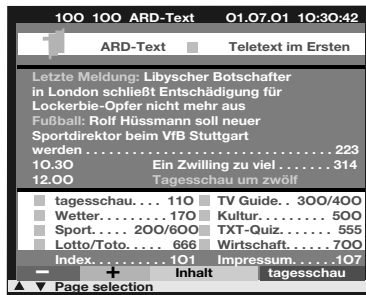 100 100 ARD-Text 01.07.01 10:30:42
ARD-Text Teletext im Ersten
Letzte Meldung: Libyscher Botschafter
in London schließt Entschädigung für
Lockerbie-Opfer nicht mehr aus
Fußball: Rolf Hüssmann soll neuer
Sportdirektor beim VfB Stuttgart
werden . . . . . . . . . . . . . . . . . . . . . . . . . . . . . . 223
10.30 Ein Zwilling zu viel . . . . . . . 314
12.00 Tagesschau um zwölf
tagesschau. . . . 110 TV Guide. . 300/400
Wetter. . . . . . . . . 170 Kultur. . . . . . . . . 500
Sport. . . . 200/600 TXT-Quiz. . . . . . 555
Lotto/Toto. . . . 666 Wirtschaft. . . . . 700
Index. . . . . . . . . . 101 Impressum. . . . . 107
− + Inhalt tagesschau
▲ ▼ Page selection